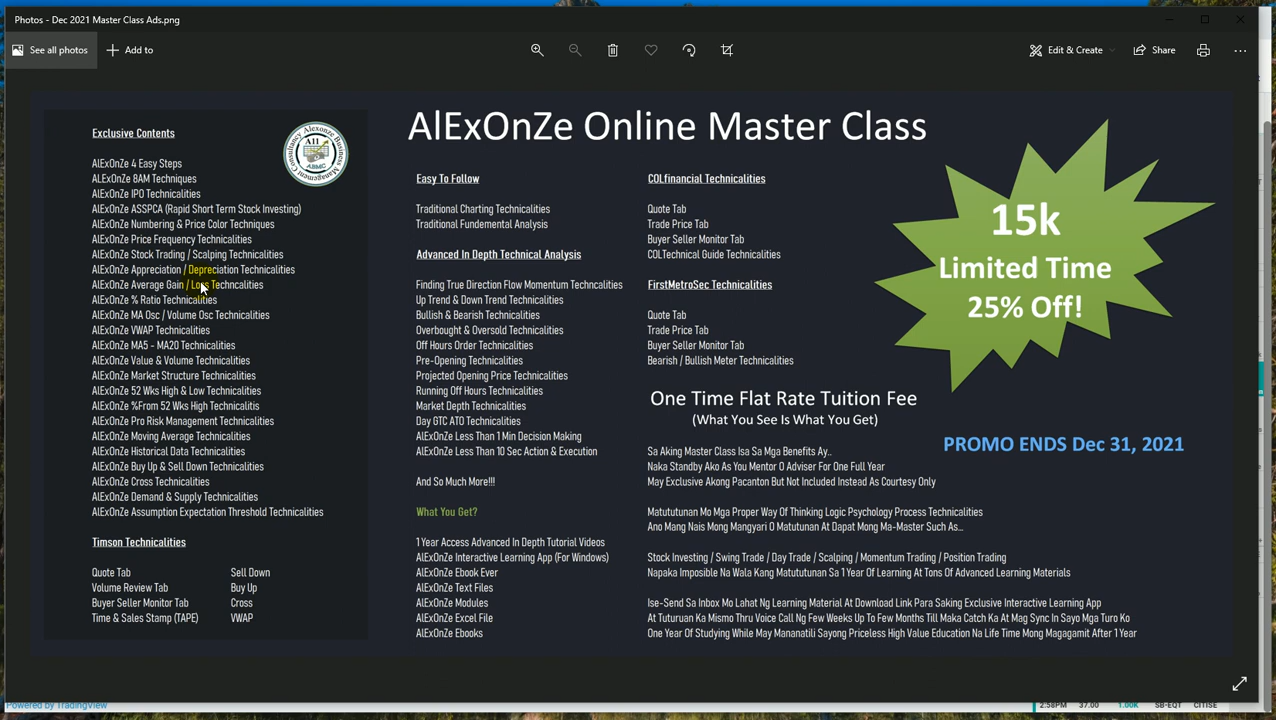 Photos - Dec 2021 Master Class Ads.png
See all photos
Add to
Edit & Create
Share
AlExOnZe Online Master Class
Exclusive Contents
AlExOnZe 4 Easy Steps
ALExOnZe 8AM Techniques
AlExOnZe IPO Technicalities
AlExOnZe ASSPCA (Rapid Short Term Stock Investing)
AlExOnZe Numbering & Price Color Techniques
AlExOnZe Price Frequency Technicalities
AlExOnZe Stock Trading / Scalping Technicalities
AlExOnZe Appreciation / Depreciation Technicalities
AlExOnZe Average Gain / Loss Techncalities
AlExOnZe % Ratio Technicalities
AlExOnZe MA Osc / Volume Osc Technicalities
AlExOnZe VWAP Technicalities
AlExOnZe MA5 - MA20 Technicalities
AlExOnZe Value & Volume Technicalities
AlExOnZe Market Structure Technicalities
AlExOnZe 52 Wks High & Low Technicalities
AlExOnZe %From 52 Wks High Technicalitis
AlExOnZe Pro Risk Management Technicalities
AlExOnZe Moving Average Technicalities
AlExOnZe Historical Data Technicalities
AlExOnZe Buy Up & Sell Down Technicalities
AlExOnZe Cross Technicalities
AlExOnZe Demand & Supply Technicalities
AlExOnZe Assumption Expectation Threshold Technicalities
Timson Technicalities
Quote Tab
Volume Review Tab
Buyer Seller Monitor Tab
Time & Sales Stamp (TAPE)
Sell Down
Buy Up
Cross
VWAP
Alexonze Business Management Consultancy
A11
ABMC
Easy To Follow
Traditional Charting Technicalities
Traditional Fundemental Analysis
Advanced In Depth Technical Analysis
Finding True Direction Flow Momentum Techncalities
Up Trend & Down Trend Technicalities
Bullish & Bearish Technicalities
Overbought & Oversold Technicalities
Off Hours Order Technicalities
Pre-Opening Technicalities
Projected Opening Price Technicalities
Running Off Hours Technicalities
Market Depth Technicalities
Day GTC ATO Technicalities
AlExOnZe Less Than 1 Min Decision Making
AlExOnZe Less Than 10 Sec Action & Execution
And So Much More!!!
What You Get?
1 Year Access Advanced In Depth Tutorial Videos
AlExOnZe Interactive Learning App (For Windows)
AlExOnZe Ebook Ever
AlExOnZe Text Files
AlExOnZe Modules
AlExOnZe Excel File
AlExOnZe Ebooks
COLfinancial Technicalities
Quote Tab
Trade Price Tab
Buyer Seller Monitor Tab
COLTechnical Guide Technicalities
FirstMetroSec Technicalities
Quote Tab
Trade Price Tab
Buyer Seller Monitor Tab
Bearish / Bullish Meter Technicalities
One Time Flat Rate Tuition Fee
(What You See Is What You Get)
Sa Aking Master Class Isa Sa Mga Benefits Ay..
Naka Standby Ako As You Mentor O Adviser For One Full Year
May Exclusive Akong Pacanton But Not Included Instead As Courtesy Only
Matututunan Mo Mga Proper Way Of Thinking Logic Psychology Process Technicalities
Ano Mang Nais Mong Mangyari O Matutunan At Dapat Mong Ma-Master Such As...
Stock Investing / Swing Trade / Day Trade / Scalping / Momentum Trading / Position Trading
Napaka Imposible Na Wala Kang Matututunan Sa 1 Year Of Learning At Tons Of Advanced Learning Materials
Ise-Send Sa Inbox Mo Lahat Ng Learning Material At Download Link Para Saking Exclusive Interactive Learning App
At Tuturuan Ka Mismo Thru Voice Call Ng Few Weeks Up To Few Months Till Maka Catch Ka At Mag Sync In Sayo Mga Turo Ko
One Year Of Studying While May Mananatili Sayong Priceless High Value Education Na Life Time Mong Magagamit After 1 Year
15k
Limited Time
25% Off!
PROMO ENDS Dec 31, 2021
Powered by TradingView
2:58PM 37.00 1.00K SB-EQT CITISE